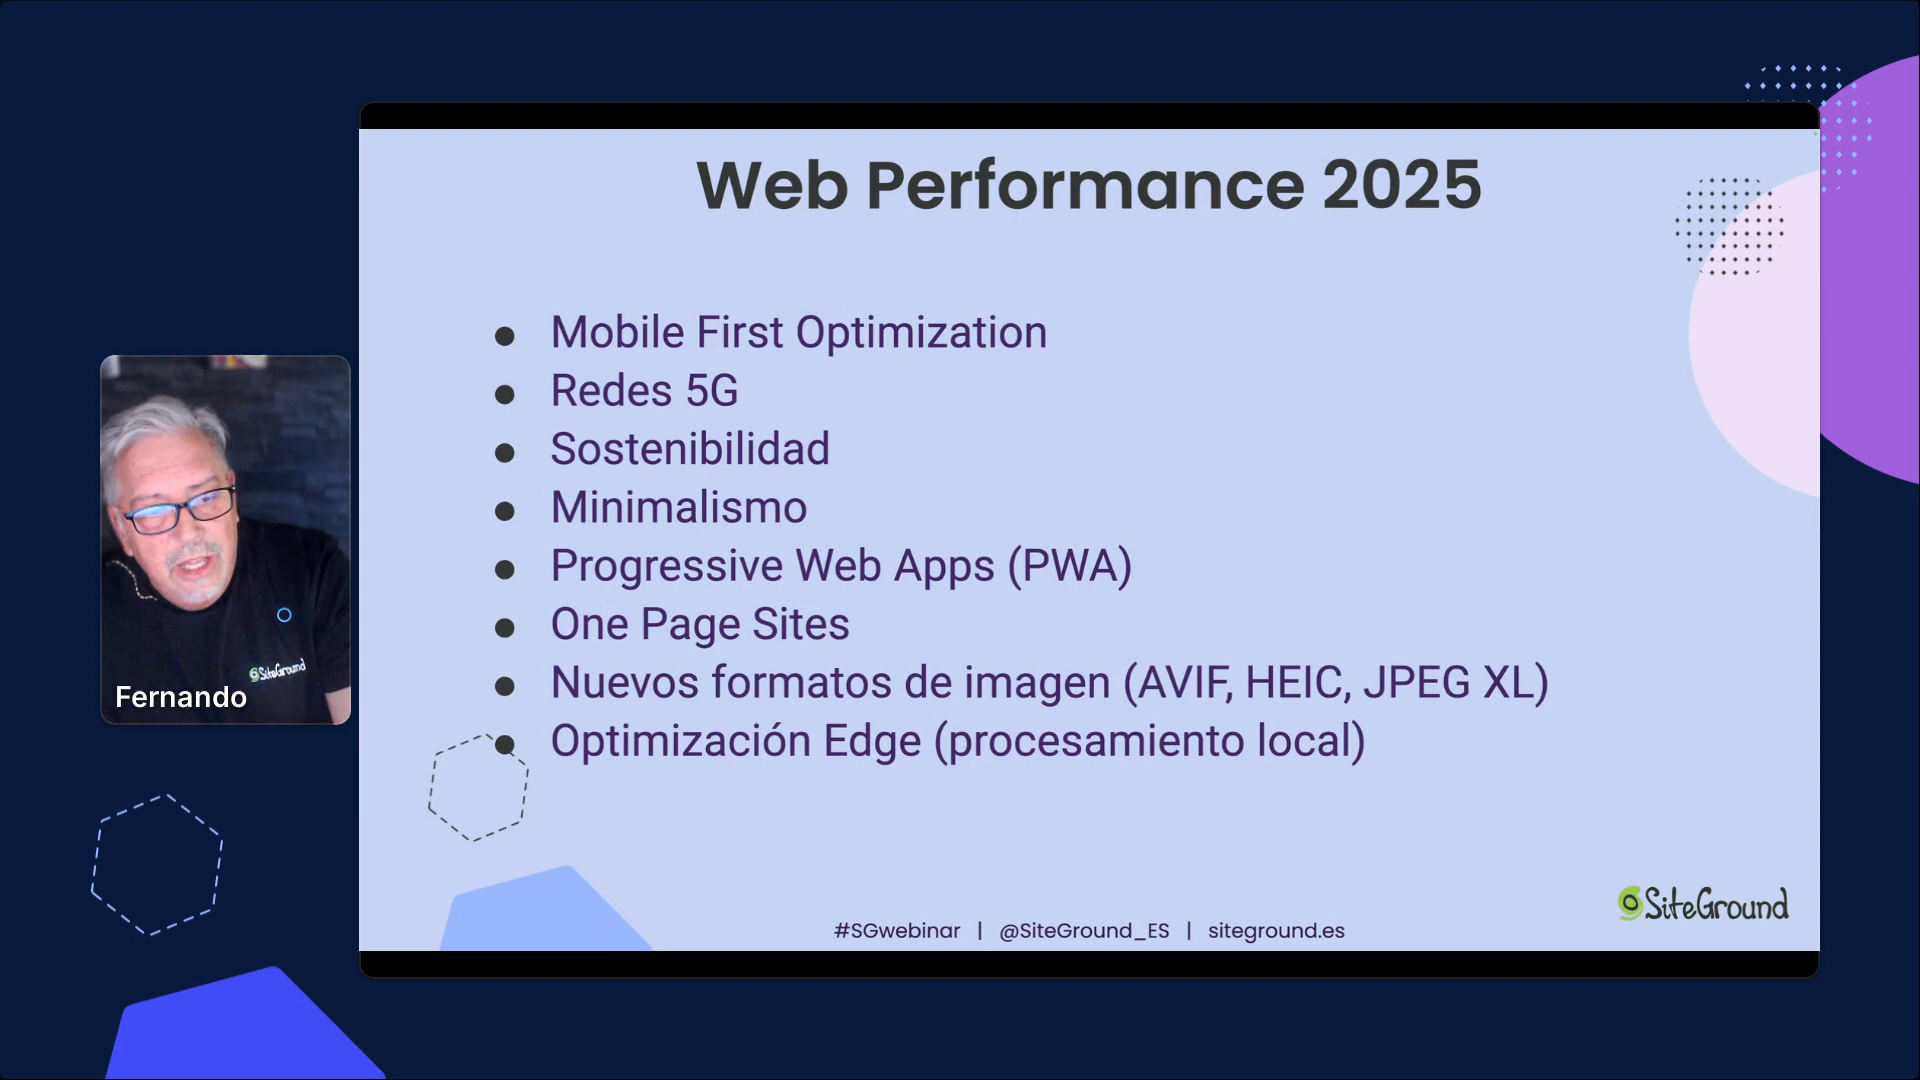 Web Performance 2025
Mobile First Optimization
Redes 5G
Sostenibilidad
Minimalismo
Progressive Web Apps (PWA)
One Page Sites
Nuevos formatos de imagen (AVIF, HEIC, JPEG XL)
Optimización Edge (procesamiento local)
SiteGround
Fernando
SiteGround
#SGwebinar | @SiteGround_ES | siteground.es